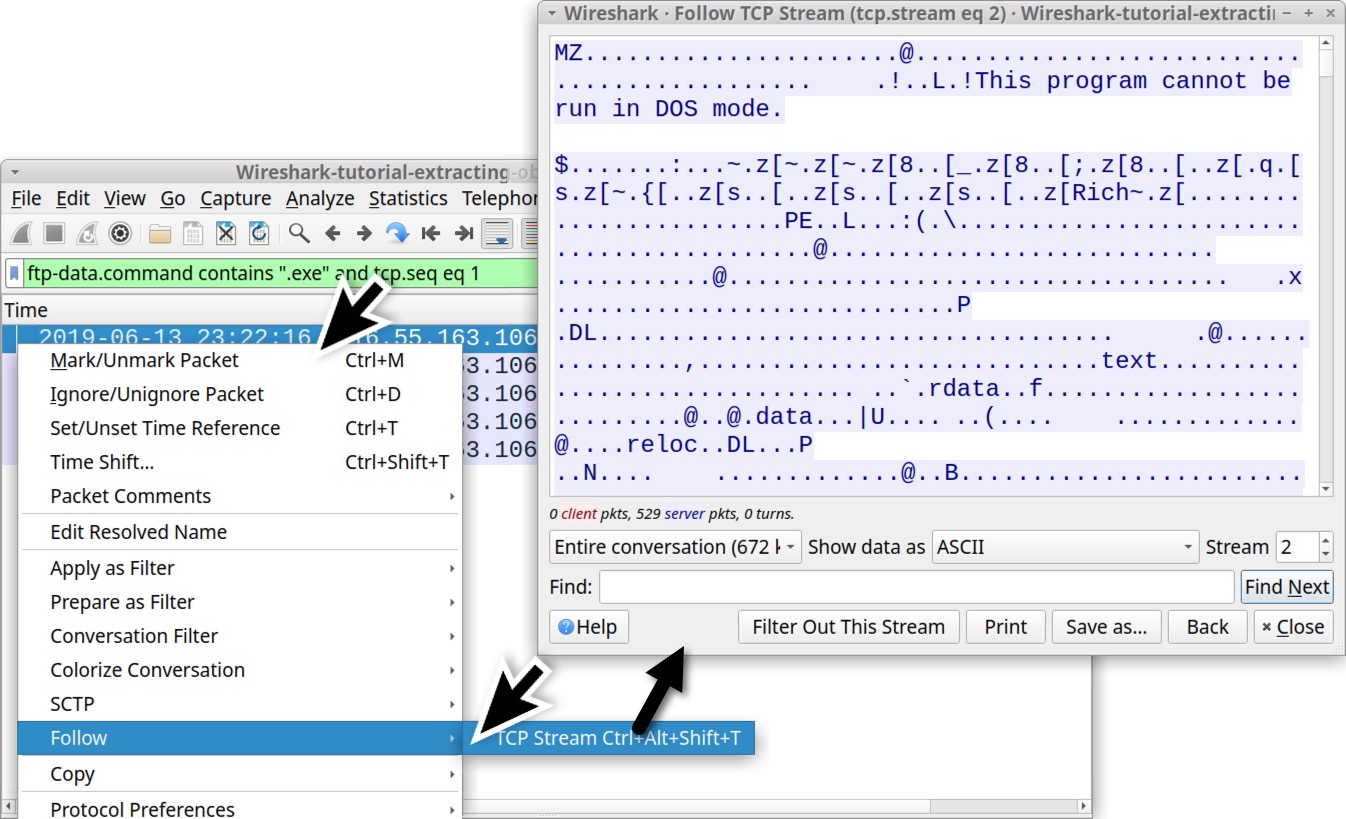 Wireshark · Follow TCP Stream (tcp.stream eq 2) · Wireshark-tutorial-extracti
MZ......................@...........................
..................    .!..L.!This program cannot be
run in DOS mode.
$.......:...~.z[~.z[~.z[8..[_.z[8..[;.z[8..[..z[.q.[
s.z[~.{[..z[s..[..z[s..[..z[s..[..z[Rich~.z[........
................PE..L...:(.\........................
..................@...........................
...........@...................................   .x
............................P
.DL....................................      .@......
.........,............................text..........
..................... ..`.rdata..f..................
.........@..@.data...|U.... ..(....    .............
@....reloc..DL...P
..N....    .............@..B........................
0 client pkts, 529 server pkts, 0 turns.
Entire conversation (672 k Show data as ASCII Stream 2
Find: Find Next
Help Filter Out This Stream Print Save as... Back Close
Wireshark-tutorial-extracting-ob
File Edit View Go Capture Analyze Statistics Telephon
ftp-data.command contains ".exe" and tcp.seq eq 1
Time
2019-06-13 23:22:16 .55.163.106
3.106
3.106
3.106
3.106
Mark/Unmark Packet Ctrl+M
Ignore/Unignore Packet Ctrl+D
Set/Unset Time Reference Ctrl+T
Time Shift... Ctrl+Shift+T
Packet Comments
Edit Resolved Name
Apply as Filter
Prepare as Filter
Conversation Filter
Colorize Conversation
SCTP
Follow
TCP Stream Ctrl+Alt+Shift+T
Copy
Protocol Preferences